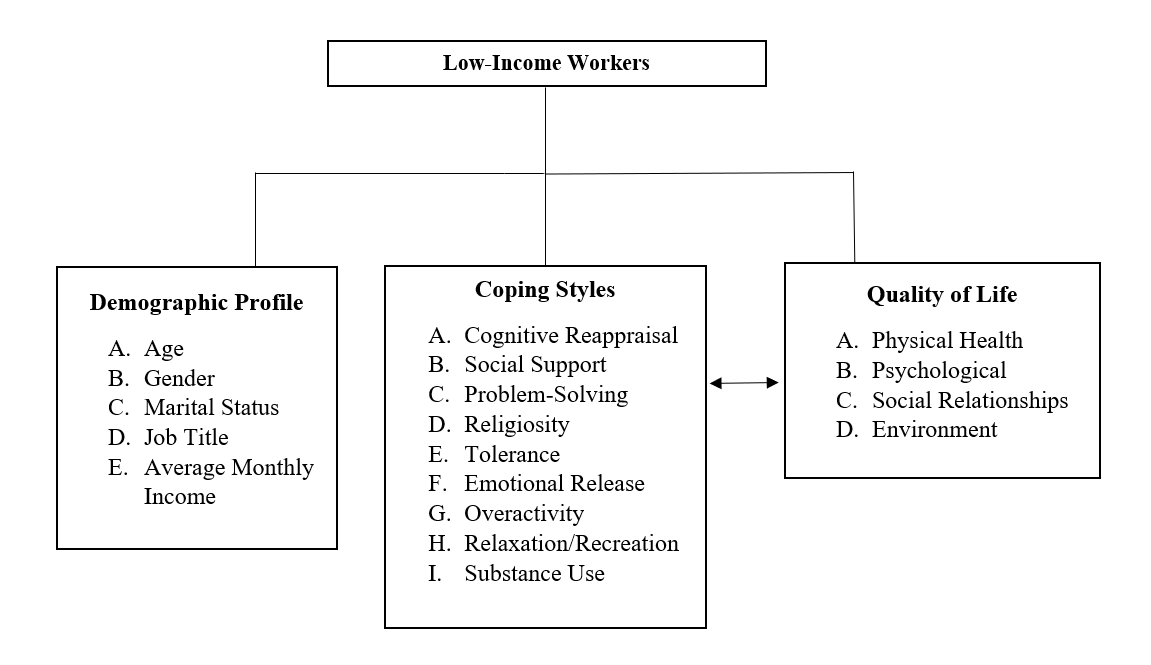 Low-Income Workers
Demographic Profile
A. Age
B. Gender
C. Marital Status
D. Job Title
E. Average Monthly
Income
Coping Styles
A. Cognitive Reappraisal
B. Social Support
C. Problem-Solving
D. Religiosity
E. Tolerance
F. Emotional Release
G. Overactivity
H. Relaxation/Recreation
I. Substance Use
Quality of Life
A. Physical Health
B. Psychological
C. Social Relationships
D. Environment